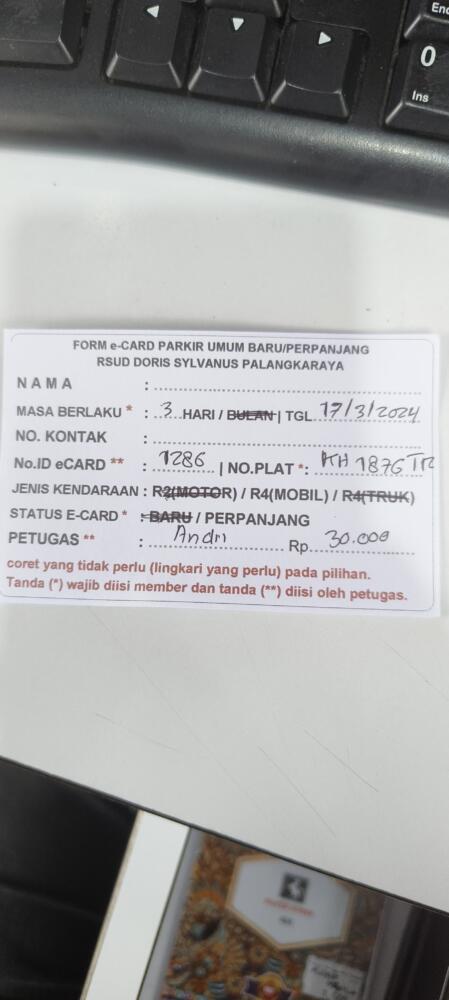 End
0
Ins
FORM e-CARD PARKIR UMUM BARU/PERPANJANG
RSUD DORIS SYLVANUS PALANGKARAYA
NAMA :
MASA BERLAKU * : 3 HARI / BULAN | TGL 17/3/2024
NO. KONTAK :
No.ID eCARD ** : 1286 | NO.PLAT *: KH 1876 TR
JENIS KENDARAAN : R2(MOTOR) / R4(MOBIL) / R4(TRUK)
STATUS E-CARD * : BARU / PERPANJANG
PETUGAS ** : Andri Rp. 30.000
coret yang tidak perlu (lingkari yang perlu) pada pilihan.
Tanda (*) wajib diisi member dan tanda (**) diisi oleh petugas.